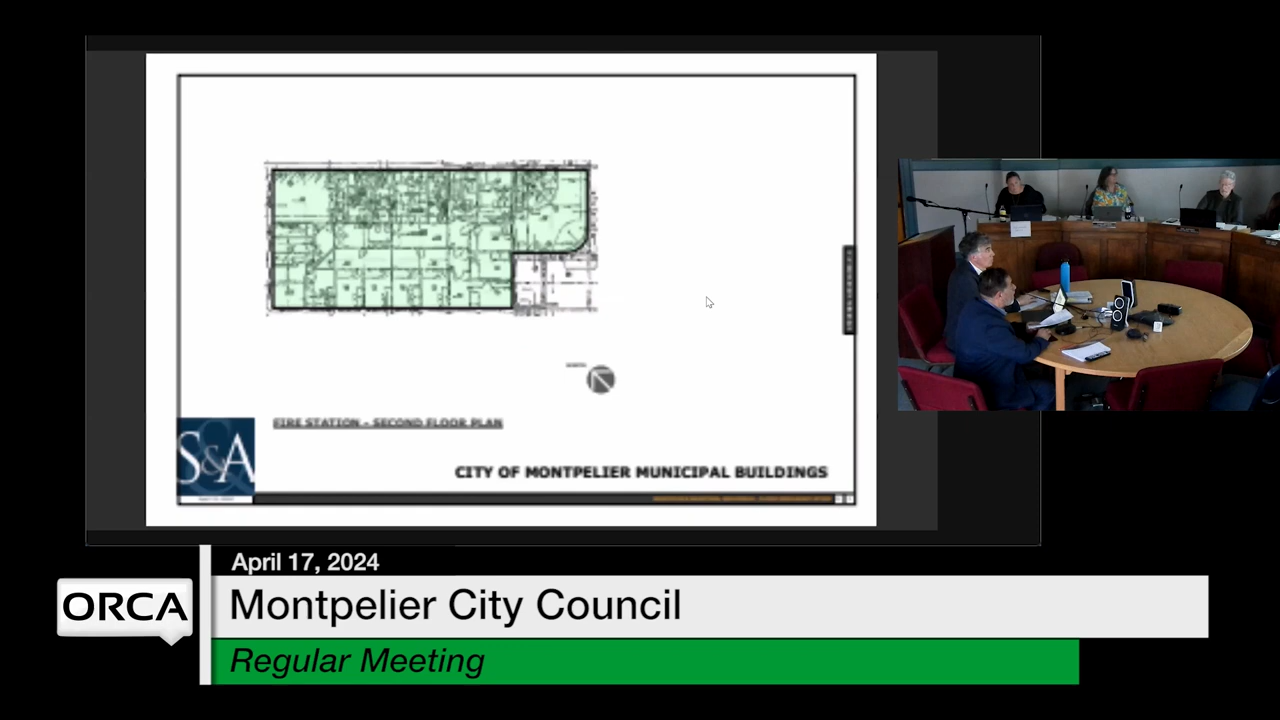 FIRE STATION - SECOND FLOOR PLAN
S&A
CITY OF MONTPELIER MUNICIPAL BUILDINGS
April 17, 2024
ORCA
Montpelier City Council
Regular Meeting